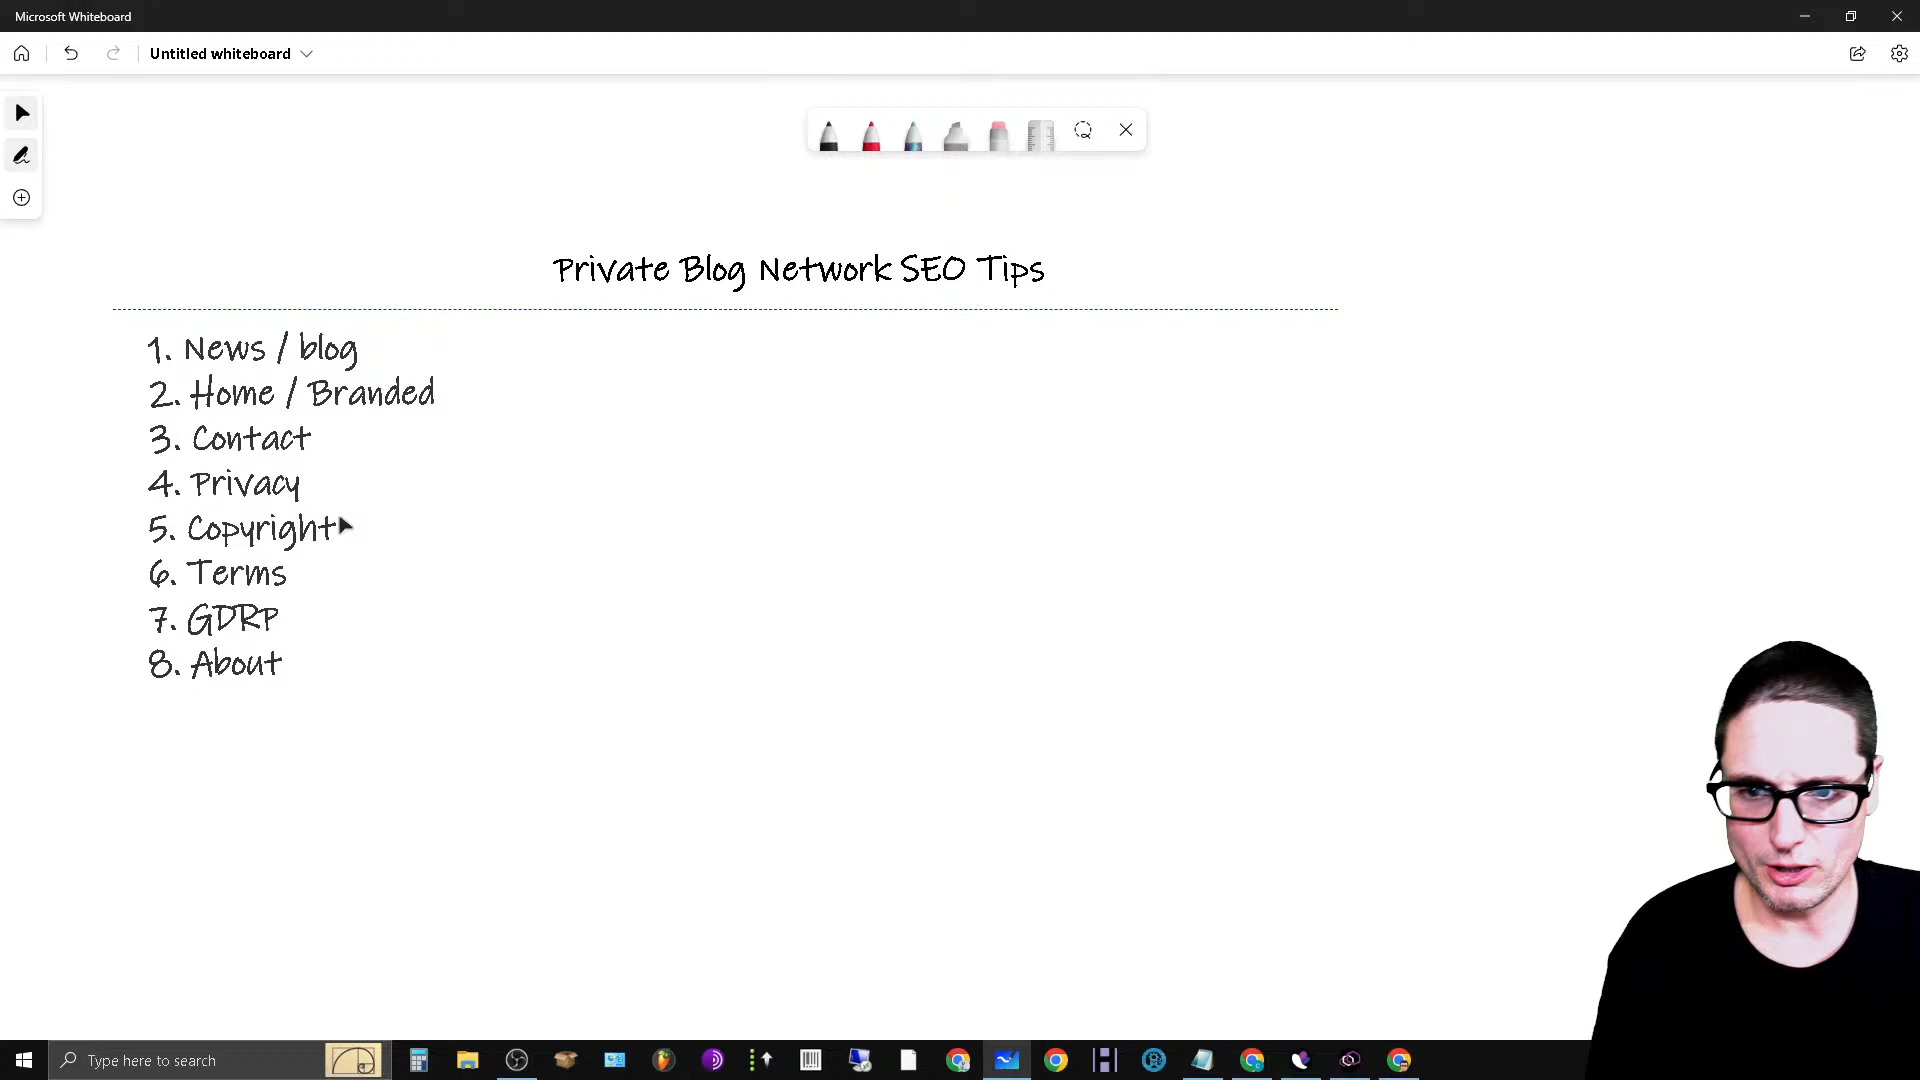 Microsoft Whiteboard
Untitled whiteboard
Private Blog Network SEO Tips
1. News / blog
2. Home / Branded
3. Contact
4. Privacy
5. Copyright
6. Terms
7. GDRP
8. About
Type here to search